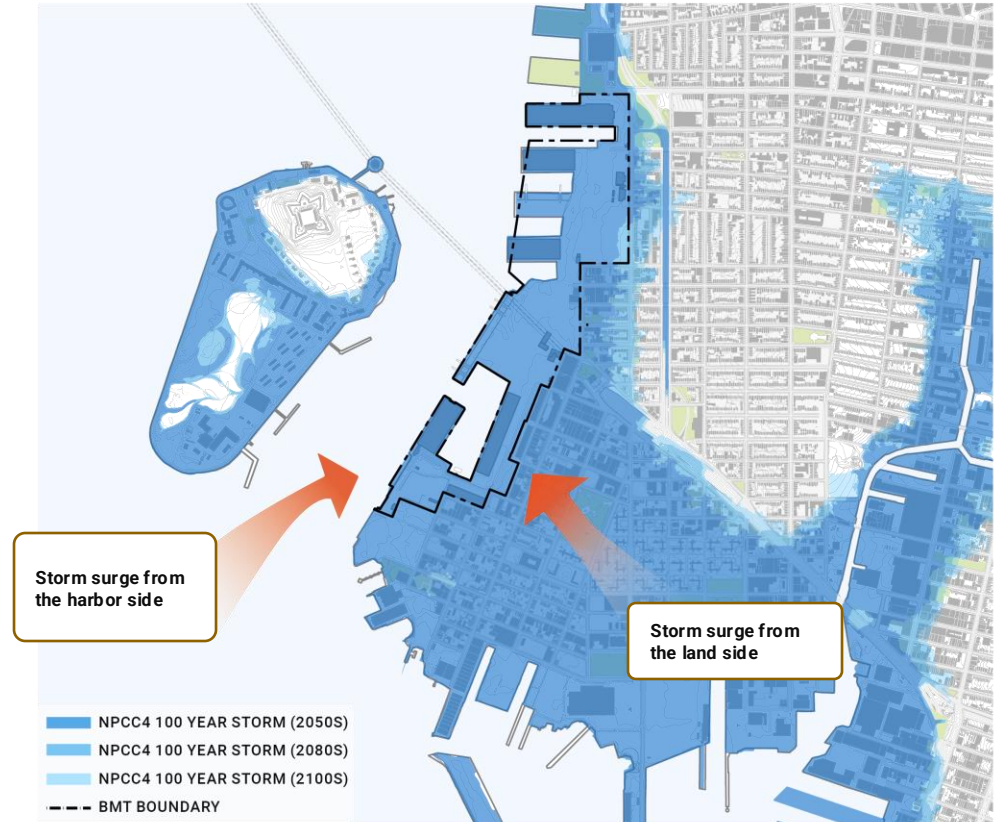 Storm surge from
the harbor side
Storm surge from
the land side
NPCC4 100 YEAR STORM (2050S)
NPCC4 100 YEAR STORM (2080S)
NPCC4 100 YEAR STORM (2100S)
BMT BOUNDARY